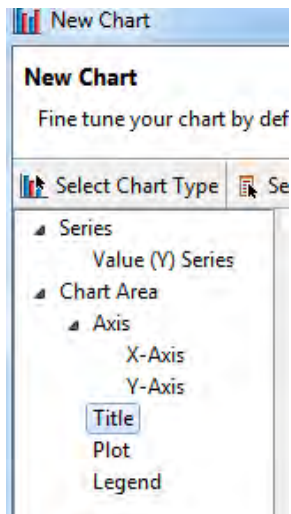 New Chart
New Chart
Fine tune your chart by def
Select Chart Type Se
Series
Value (Y) Series
Chart Area
Axis
X-Axis
Y-Axis
Title
Plot
Legend